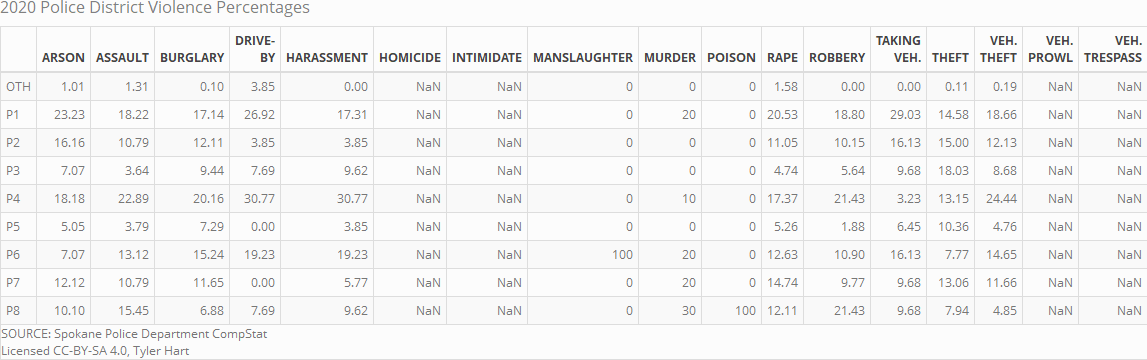 2020 Police District Violence Percentages
ARSON ASSAULT BURGLARY DRIVE-BY HARASSMENT HOMICIDE INTIMIDATE MANSLAUGHTER MURDER POISON RAPE ROBBERY TAKING VEH. THEFT VEH. THEFT VEH. PROWL VEH. TRESPASS
OTH 1.01 1.31 0.10 3.85 0.00 NaN NaN 0 0 0 1.58 0.00 0.00 0.11 0.19 NaN NaN
P1 23.23 18.22 17.14 26.92 17.31 NaN NaN 0 20 0 20.53 18.80 29.03 14.58 18.66 NaN NaN
P2 16.16 10.79 12.11 3.85 3.85 NaN NaN 0 0 0 11.05 10.15 16.13 15.00 12.13 NaN NaN
P3 7.07 3.64 9.44 7.69 9.62 NaN NaN 0 0 0 4.74 5.64 9.68 18.03 8.68 NaN NaN
P4 18.18 22.89 20.16 30.77 30.77 NaN NaN 0 10 0 17.37 21.43 3.23 13.15 24.44 NaN NaN
P5 5.05 3.79 7.29 0.00 3.85 NaN NaN 0 0 0 5.26 1.88 6.45 10.36 4.76 NaN NaN
P6 7.07 13.12 15.24 19.23 19.23 NaN NaN 100 20 0 12.63 10.90 16.13 7.77 14.65 NaN NaN
P7 12.12 10.79 11.65 0.00 5.77 NaN NaN 0 20 0 14.74 9.77 9.68 13.06 11.66 NaN NaN
P8 10.10 15.45 6.88 7.69 9.62 NaN NaN 0 30 100 12.11 21.43 9.68 7.94 4.85 NaN NaN
SOURCE: Spokane Police Department CompStat
Licensed CC-BY-SA 4.0, Tyler Hart